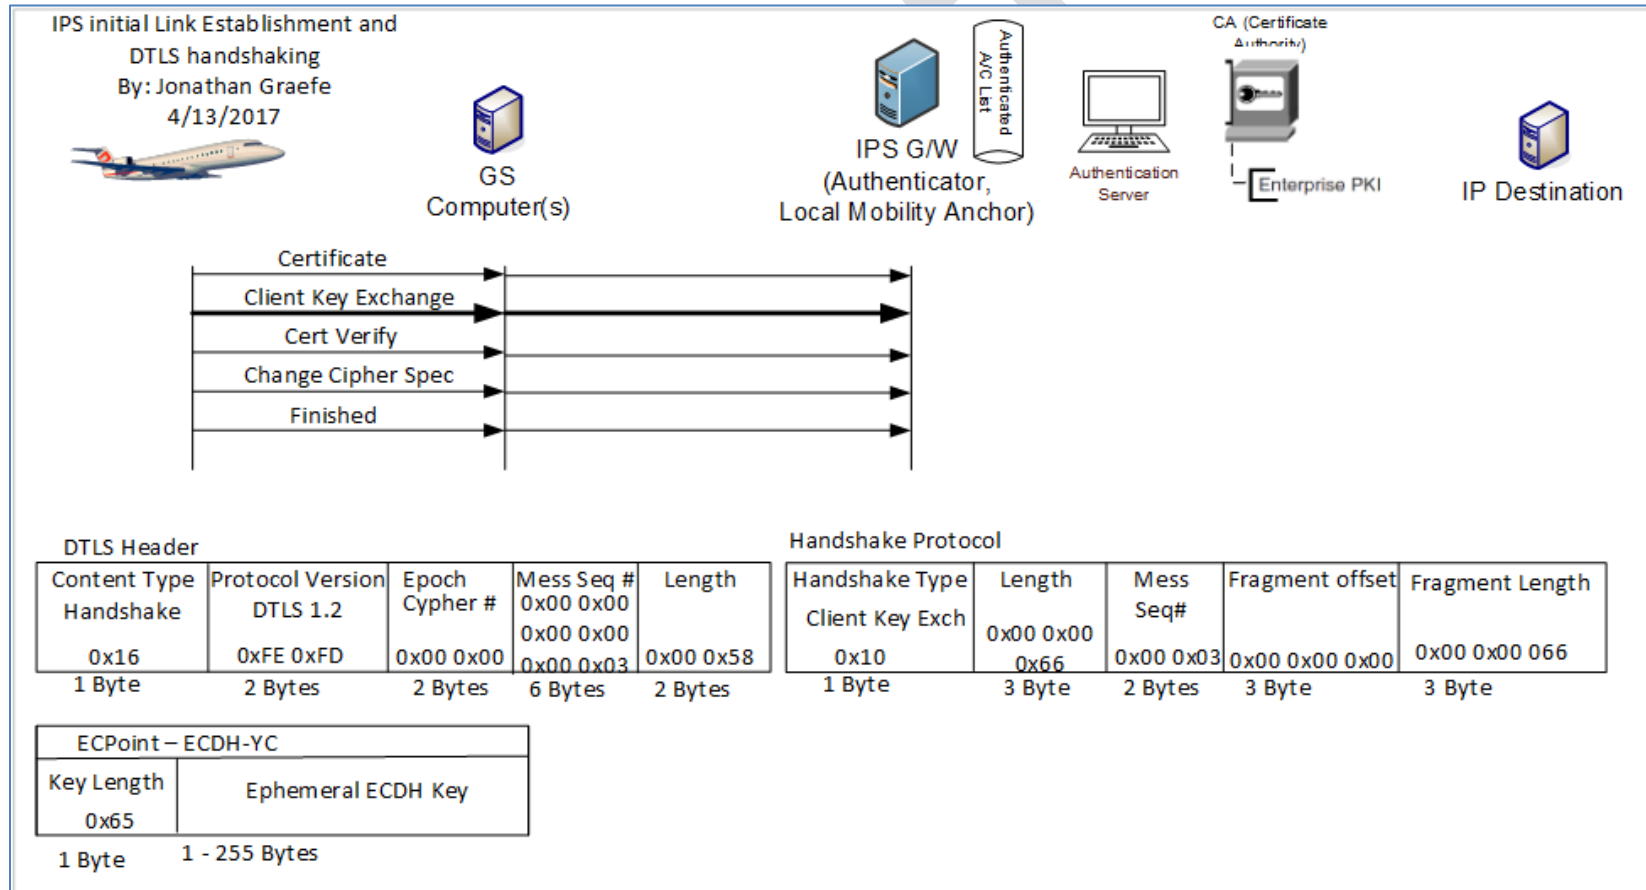 IPS initial Link Establishment and
DTLS handshaking
By: Jonathan Graefe
4/13/2017
GS
Computer(s)
IPS G/W
(Authenticator,
Local Mobility Anchor)
Authenticated
A/C List
Authentication
Server
CA (Certificate
Authority)
Enterprise PKI
IP Destination
Certificate
Client Key Exchange
Cert Verify
Change Cipher Spec
Finished
DTLS Header
Content Type
Handshake
0x16
1 Byte
Protocol Version
DTLS 1.2
0xFE 0xFD
2 Bytes
Epoch
Cypher #
0x00 0x00
2 Bytes
Mess Seq #
0x00 0x00
0x00 0x00
0x00 0x03
6 Bytes
Length
0x00 0x58
2 Bytes
Handshake Protocol
Handshake Type
Client Key Exch
0x10
1 Byte
Length
0x00 0x00
0x66
3 Byte
Mess
Seq#
0x00 0x03
2 Bytes
Fragment offset
0x00 0x00 0x00
3 Byte
Fragment Length
0x00 0x00 066
3 Byte
ECPoint – ECDH-YC
Key Length
0x65
1 Byte
Ephemeral ECDH Key
1 - 255 Bytes